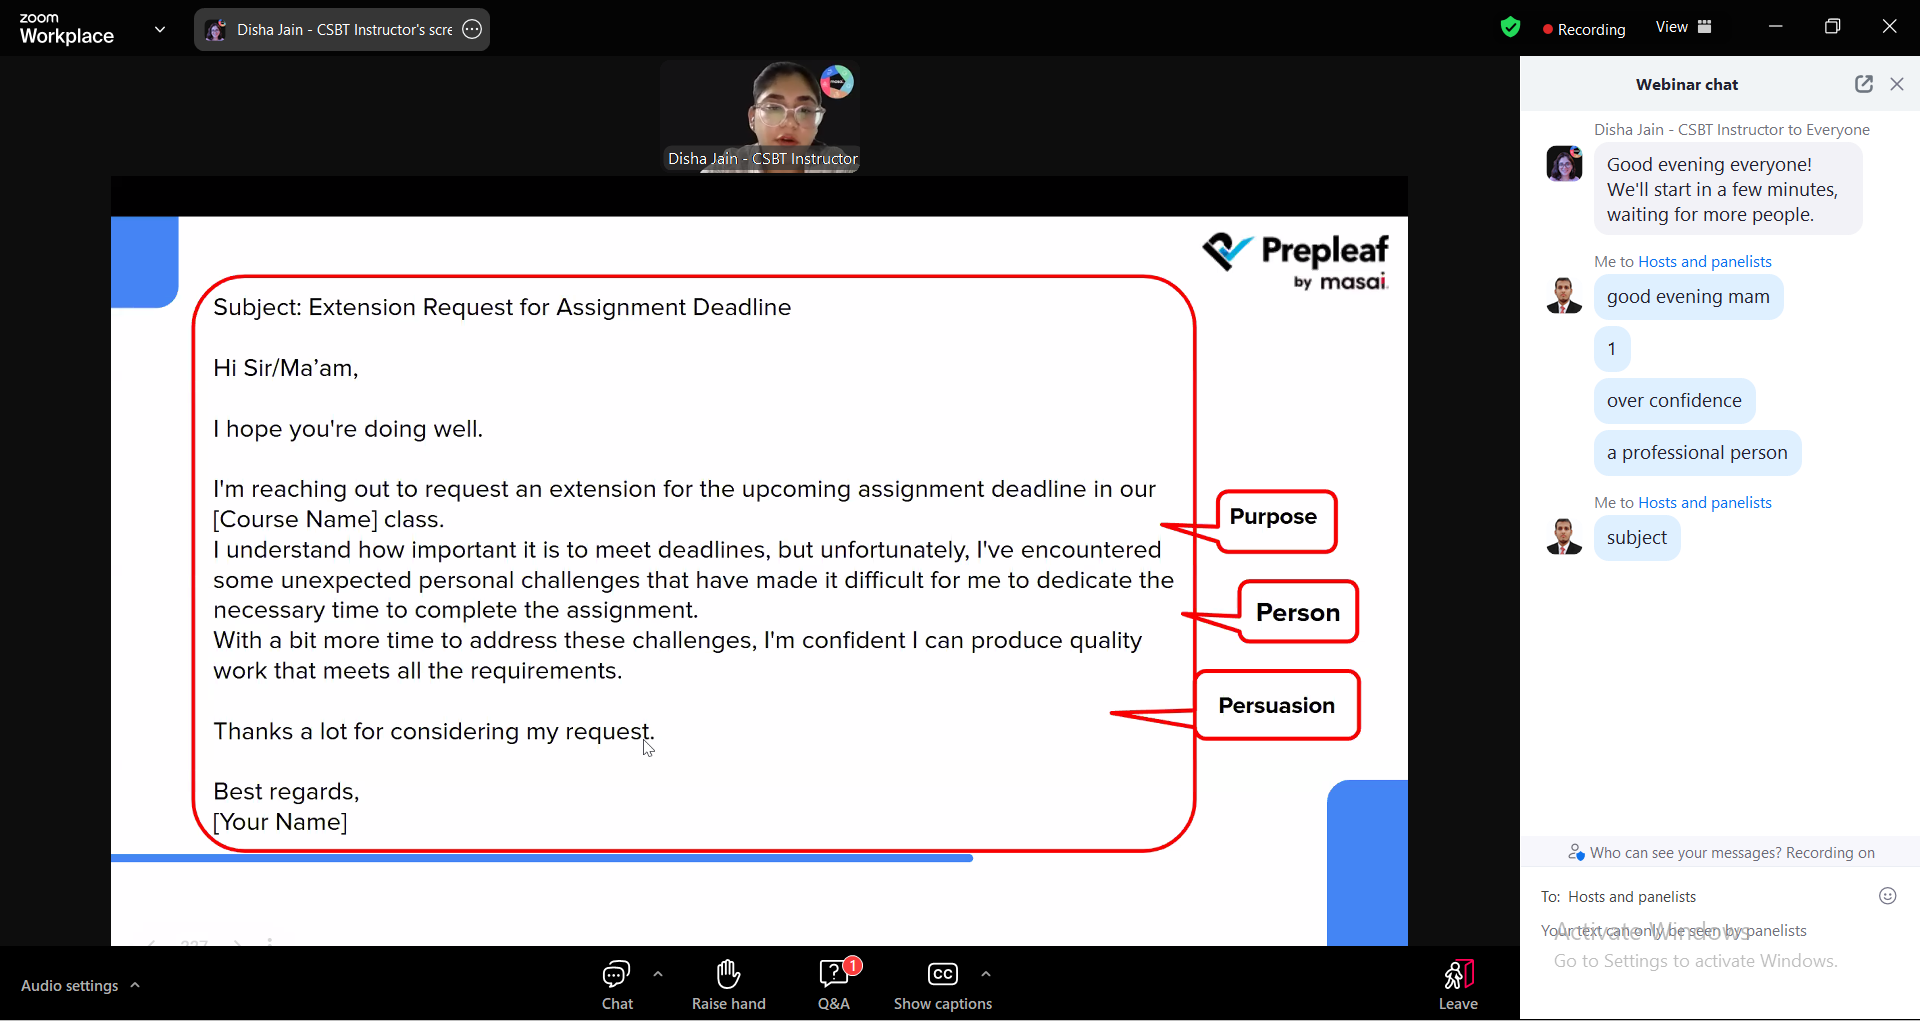 zoom
Workplace
Disha Jain - CSBT Instructor's scre
Recording
View
Disha Jain - CSBT Instructor
Prepleaf
by masai.
Subject: Extension Request for Assignment Deadline
Hi Sir/Ma’am,
I hope you're doing well.
I'm reaching out to request an extension for the upcoming assignment deadline in our
[Course Name] class.
I understand how important it is to meet deadlines, but unfortunately, I've encountered
some unexpected personal challenges that have made it difficult for me to dedicate the
necessary time to complete the assignment.
With a bit more time to address these challenges, I'm confident I can produce quality
work that meets all the requirements.
Thanks a lot for considering my request.
Best regards,
[Your Name]
Purpose
Person
Persuasion
Webinar chat
Disha Jain - CSBT Instructor to Everyone
Good evening everyone!
We'll start in a few minutes,
waiting for more people.
Me to Hosts and panelists
good evening mam
1
over confidence
a professional person
Me to Hosts and panelists
subject
Who can see your messages? Recording on
To: Hosts and panelists
Your text can only be seen by panelists
Activate Windows
Go to Settings to activate Windows.
Audio settings
Chat
Raise hand
1
Q&A
CC
Show captions
Leave